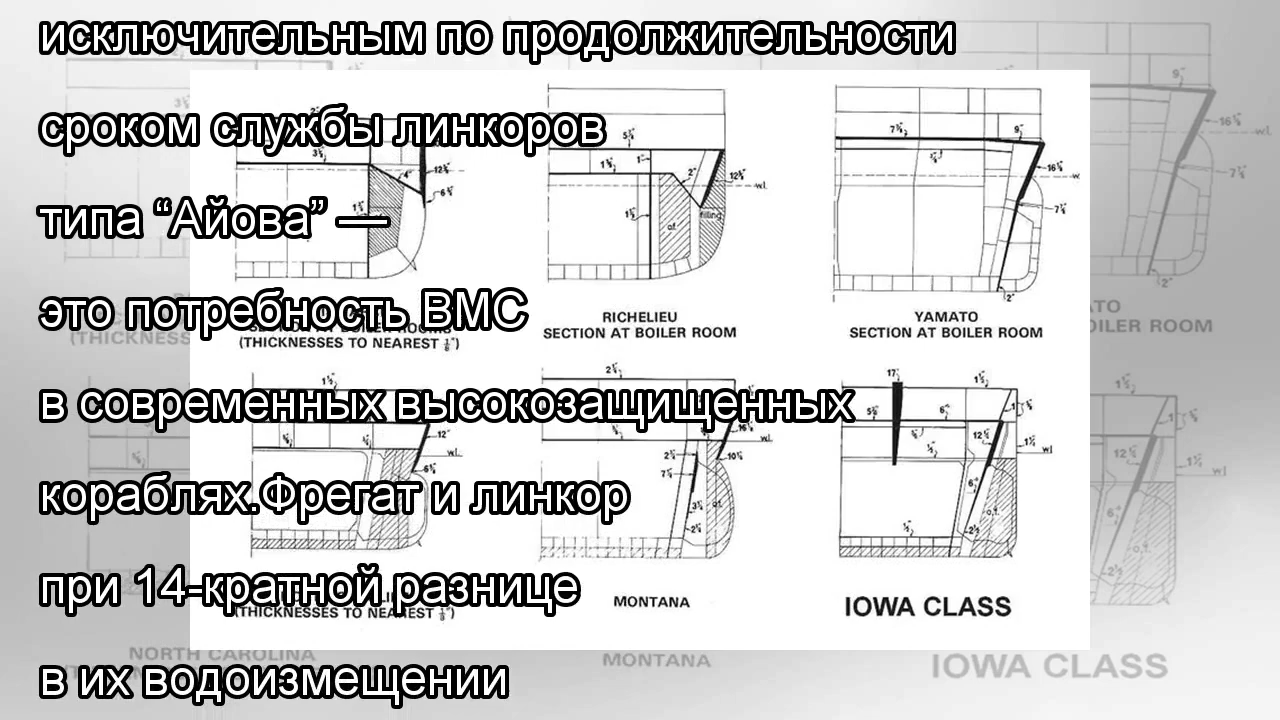 исключительным по продолжительности
сроком службы линкоров
типа “Айова” —
это потребность ВМС
в современных высокозащищенных
кораблях.Фрегат и линкор
при 14-кратной разнице
в их водоизмещении
(THICKNESSES TO NEAREST ⅛")
RICHELIEU
SECTION AT BOILER ROOM
YAMATO
SECTION AT BOILER ROOM
(THICKNESSES TO NEAREST ⅛")
MONTANA
IOWA CLASS
BOILER ROOM
NORTH CAROLINA
MONTANA
IOWA CLASS